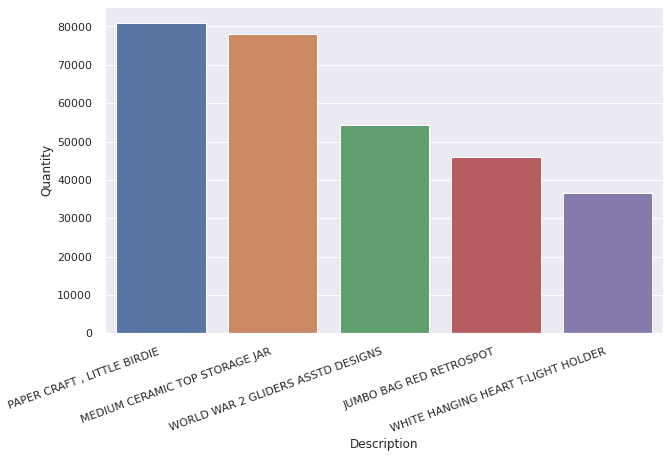 80000
70000
60000
50000
40000
30000
20000
10000
0
Quantity
PAPER CRAFT , LITTLE BIRDIE
MEDIUM CERAMIC TOP STORAGE JAR
WORLD WAR 2 GLIDERS ASSTD DESIGNS
JUMBO BAG RED RETROSPOT
WHITE HANGING HEART T-LIGHT HOLDER
Description